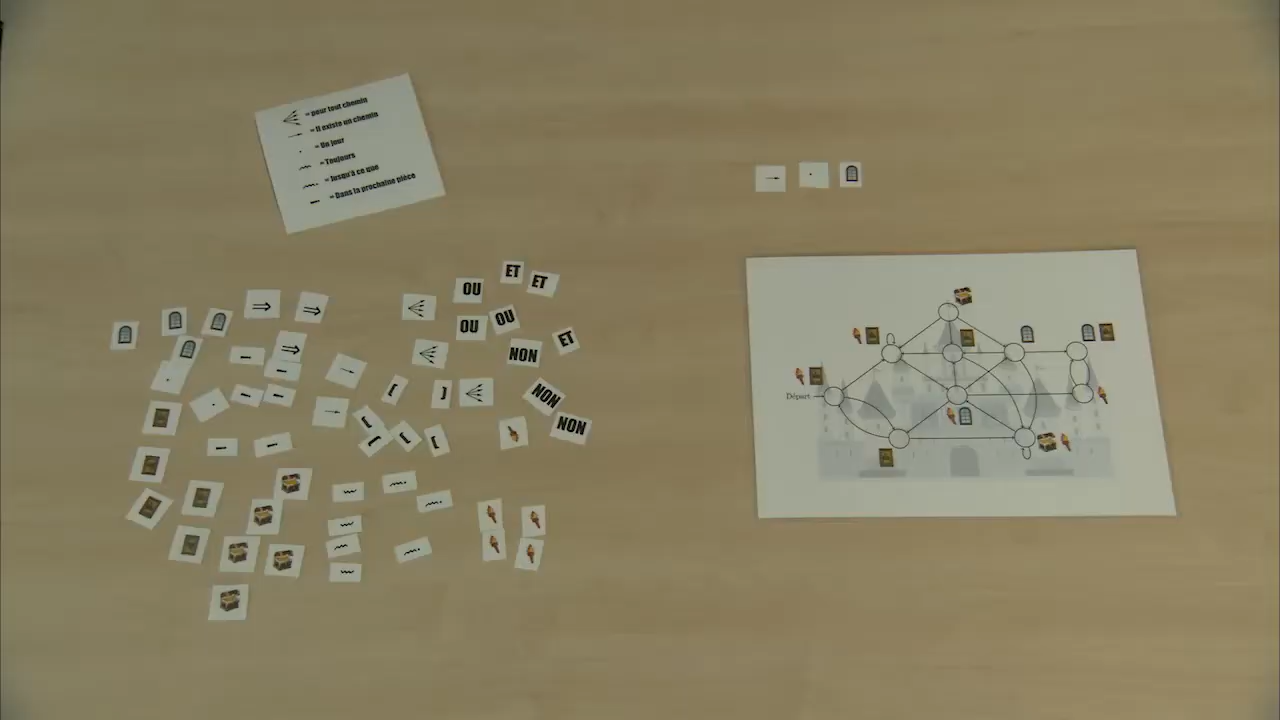 = pour tout chemin
= Il existe un chemin
= Un jour
= Toujours
= Jusqu'à ce que
= Dans la prochaine pièce
ET
ET
OU
OU
OU
ET
NON
NON
NON
Départ